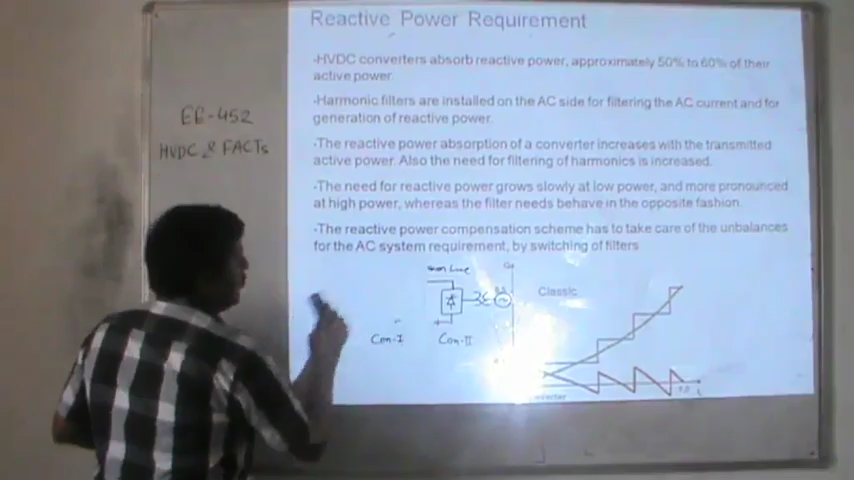 Reactive Power Requirement
-HVDC converters absorb reactive power, approximately 50% to 60% of their
active power.
-Harmonic filters are installed on the AC side for filtering the AC current and for
generation of reactive power.
-The reactive power absorption of a converter increases with the transmitted
active power. Also the need for filtering of harmonics is increased.
-The need for reactive power grows slowly at low power, and more pronounced
at high power, whereas the filter needs behave in the opposite fashion.
-The reactive power compensation scheme has to take care of the unbalances
for the AC system requirement, by switching of filters
EE-452
HVDC & FACTs
Classic
Con-I
Con-II